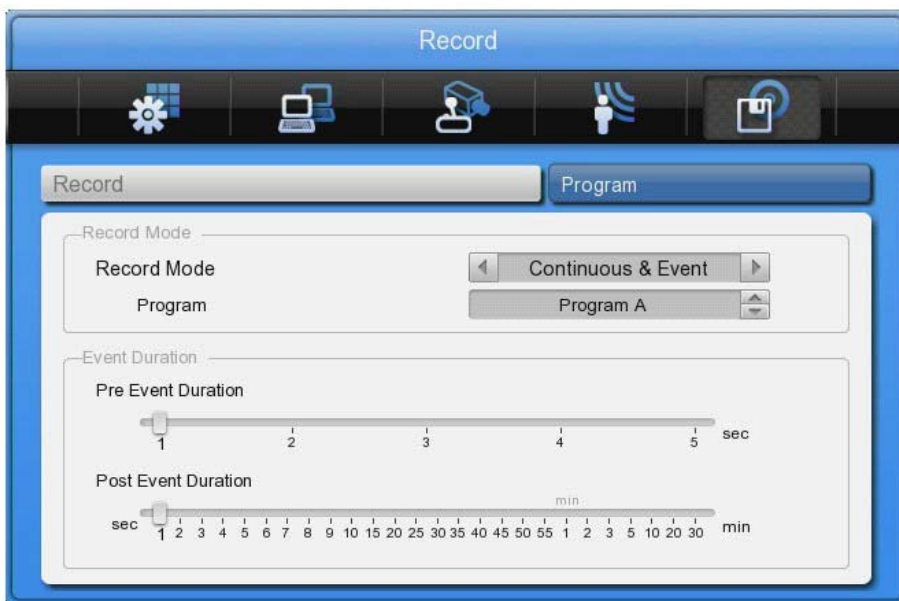 Record
Record Program
Record Mode
Record Mode Continuous & Event
Program Program A
Event Duration
Pre Event Duration
1 2 3 4 5 sec
Post Event Duration
min
sec 1 2 3 4 5 6 7 8 9 10 15 20 25 30 35 40 45 50 55 1 2 3 5 10 20 30 min